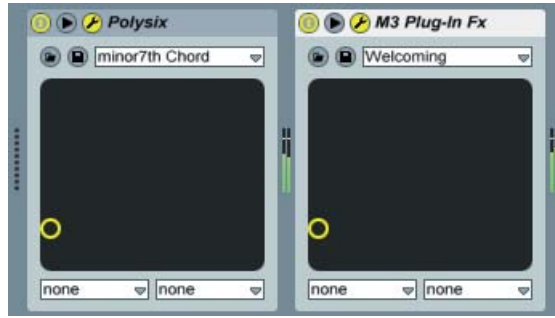 Polysix
minor7th Chord
none none
M3 Plug-In Fx
Welcoming
none none